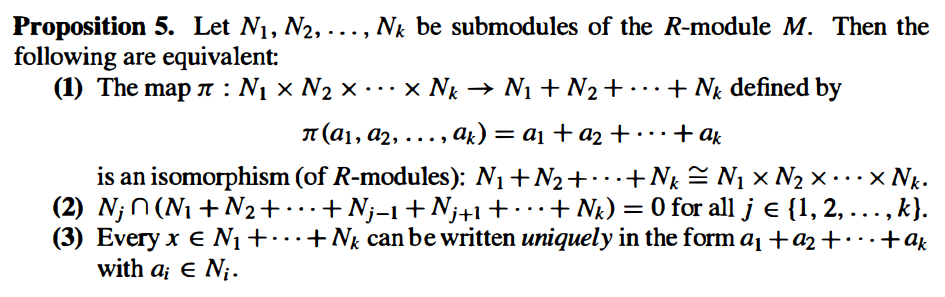 Proposition 5. Let N₁, N₂, . . . , Nₖ be submodules of the R-module M. Then the
following are equivalent:
(1) The map π : N₁ × N₂ × · · · × Nₖ → N₁ + N₂ + · · · + Nₖ defined by
π(a₁, a₂, . . . , aₖ) = a₁ + a₂ + · · · + aₖ
is an isomorphism (of R-modules): N₁ + N₂ + · · · + Nₖ ≅ N₁ × N₂ × · · · × Nₖ.
(2) Nⱼ ∩ (N₁ + N₂ + · · · + Nⱼ₋₁ + Nⱼ₊₁ + · · · + Nₖ) = 0 for all j ∈ {1, 2, . . . , k}.
(3) Every x ∈ N₁ + · · · + Nₖ can be written uniquely in the form a₁ + a₂ + · · · + aₖ
with aᵢ ∈ Nᵢ.